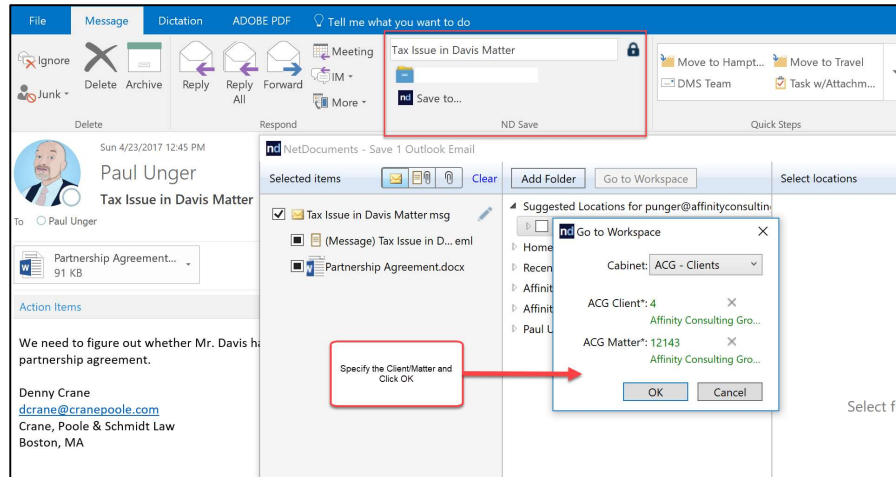 File Message Dictation ADOBE PDF Tell me what you want to do
Ignore
Junk
Delete Archive
Reply Reply All Forward
Meeting
IM
More
Tax Issue in Davis Matter
nd Save to...
Move to Hampt... Move to Travel
DMS Team Task w/Attachm...
Delete Respond ND Save Quick Steps
Sun 4/23/2017 12:45 PM
Paul Unger
Tax Issue in Davis Matter
To Paul Unger
Partnership Agreement...
91 KB
Action Items
We need to figure out whether Mr. Davis ha
partnership agreement.
Denny Crane
dcrane@cranepoole.com
Crane, Poole & Schmidt Law
Boston, MA
nd NetDocuments - Save 1 Outlook Email
Selected items Clear
Tax Issue in Davis Matter msg
(Message) Tax Issue in D... eml
Partnership Agreement.docx
Specify the Client/Matter and
Click OK
Add Folder Go to Workspace
Suggested Locations for punger@affinityconsultin
Home
Recen
Affinit
Affinit
Paul U
nd Go to Workspace
Cabinet: ACG - Clients
ACG Client*: 4
Affinity Consulting Gro...
ACG Matter*: 12143
Affinity Consulting Gro...
OK Cancel
Select locations
Select f